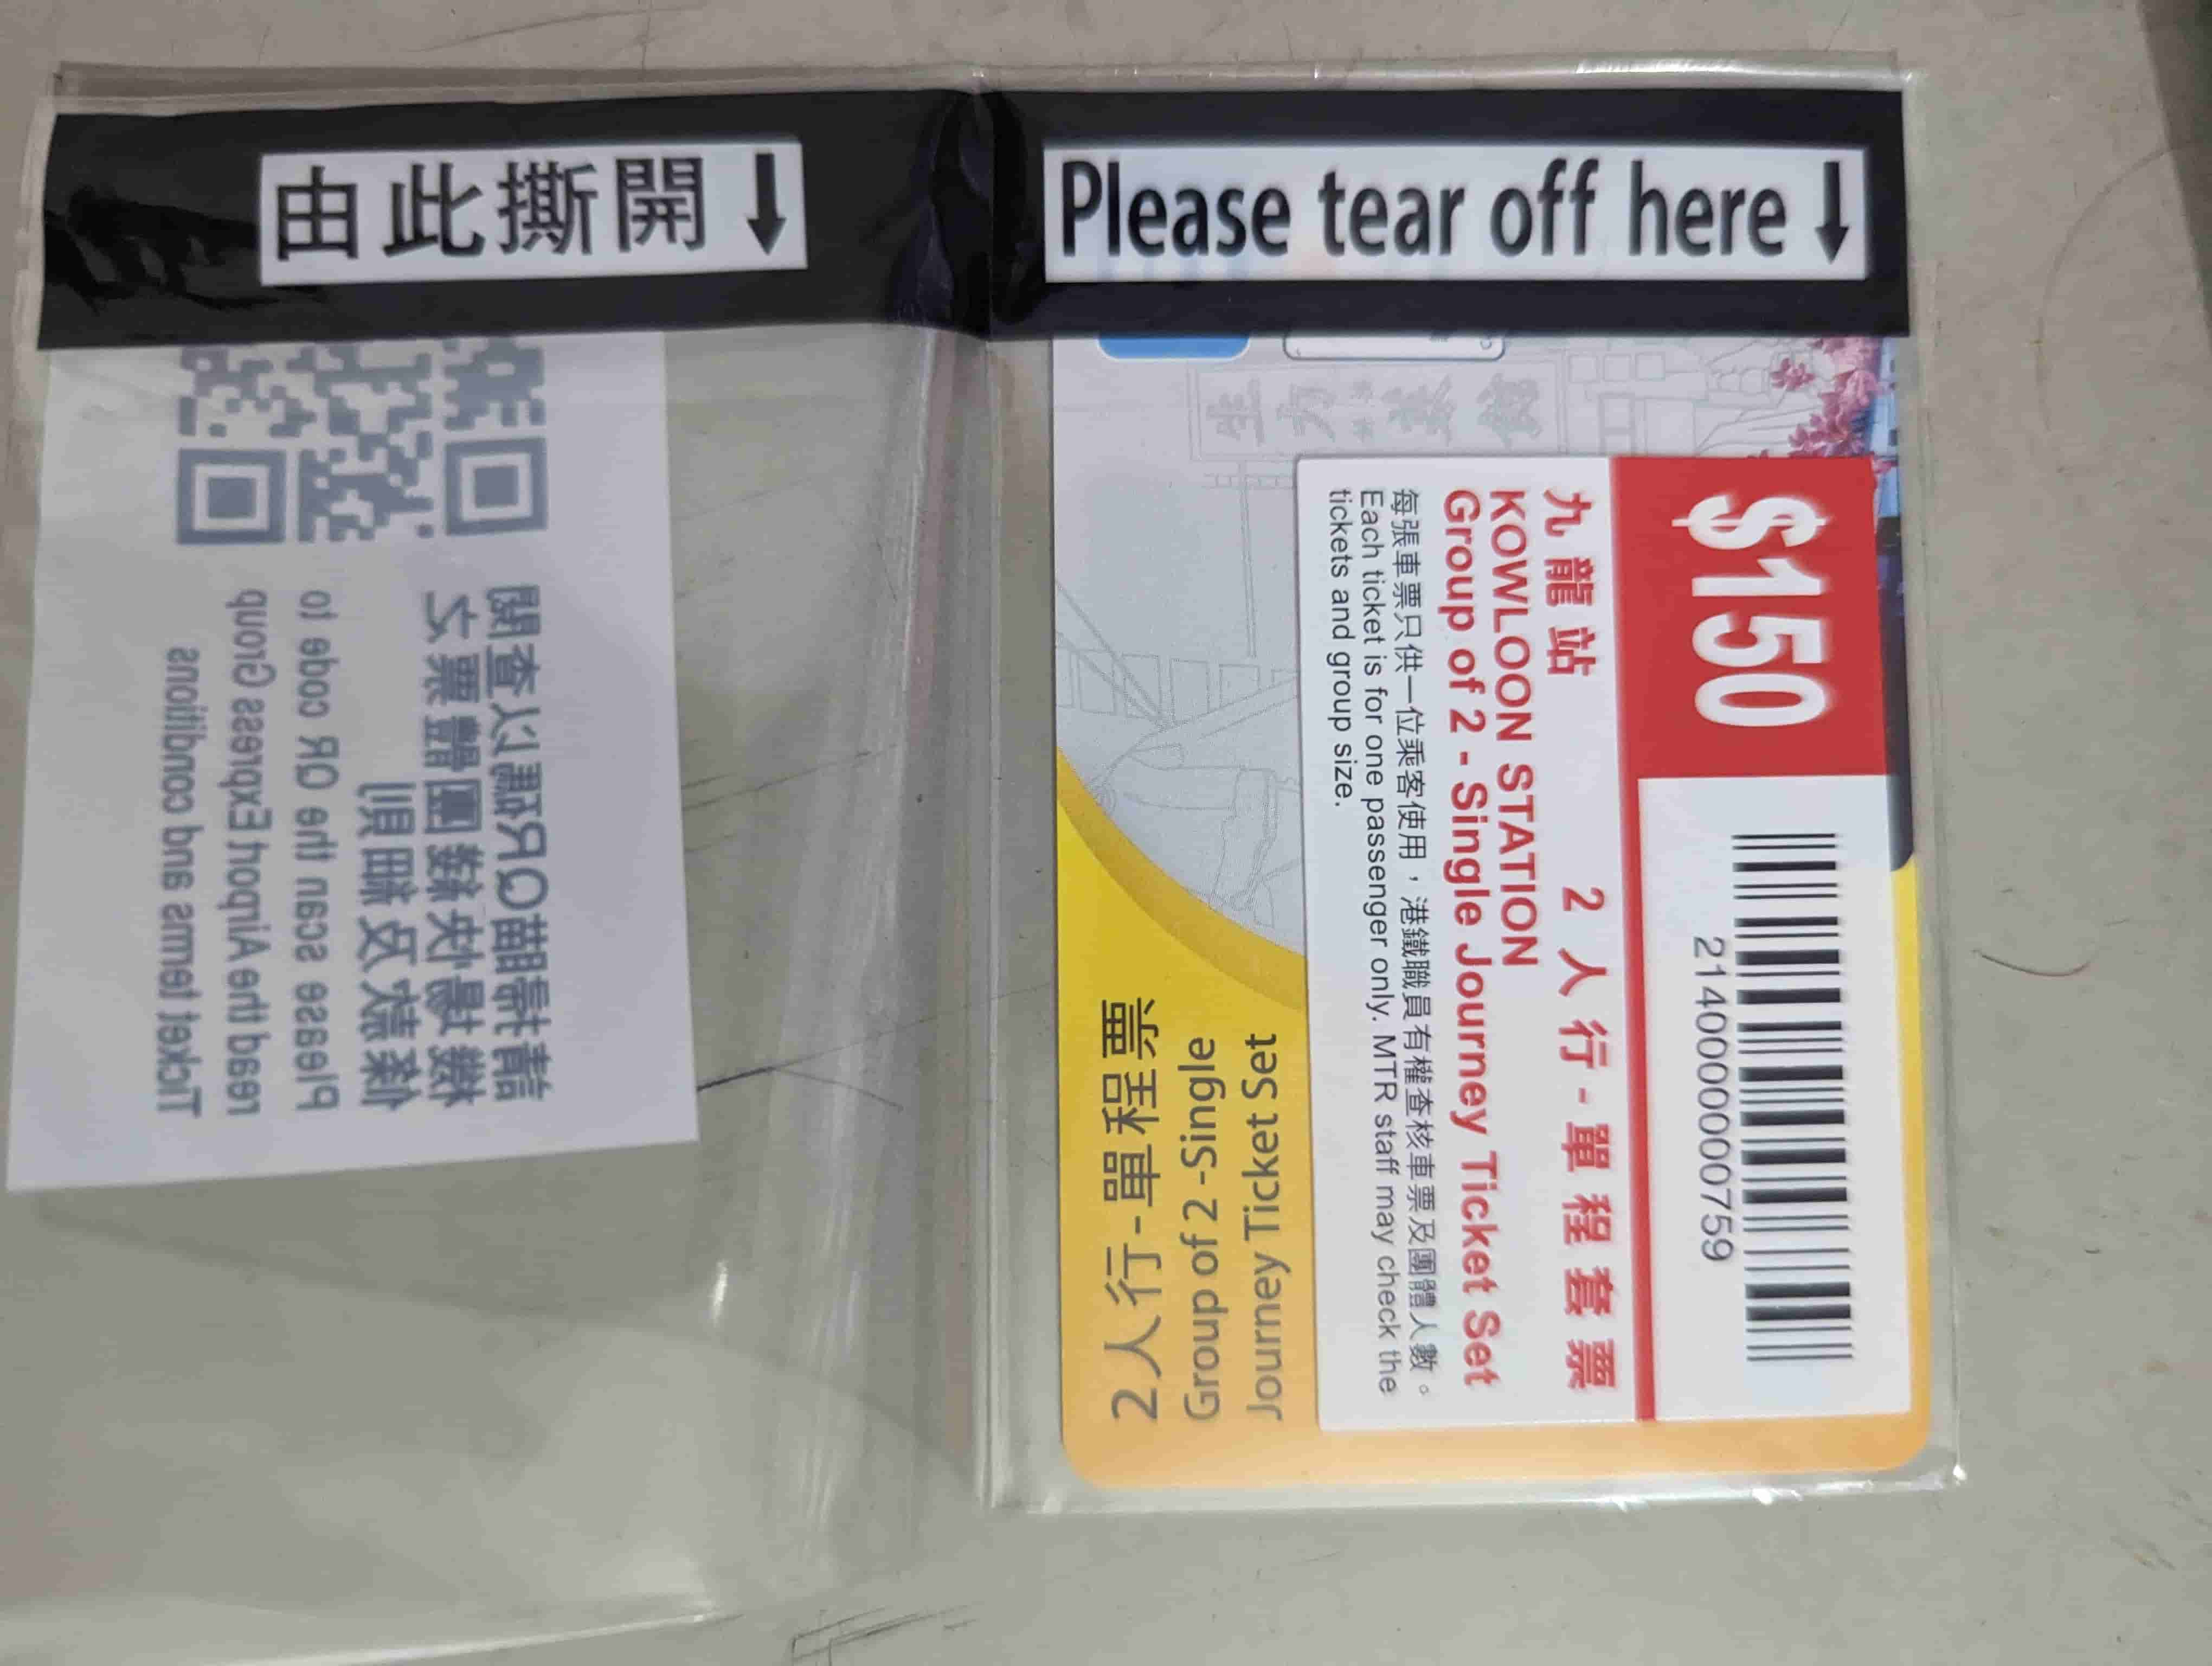 由此撕開
Please tear off here
請掃描QR碼以查閱
機場快綫團體票之
條款及細則
Please scan the QR code to
read the Airport Express Group
Ticket terms and conditions
$150
2140000000759
九龍站 2人行-單程套票
KOWLOON STATION
Group of 2 - Single Journey Ticket Set
每張車票只供一位乘客使用，港鐵職員有權查核車票及團體人數。
Each ticket is for one passenger only. MTR staff may check the
tickets and group size.
2人行-單程票
Group of 2 -Single
Journey Ticket Set